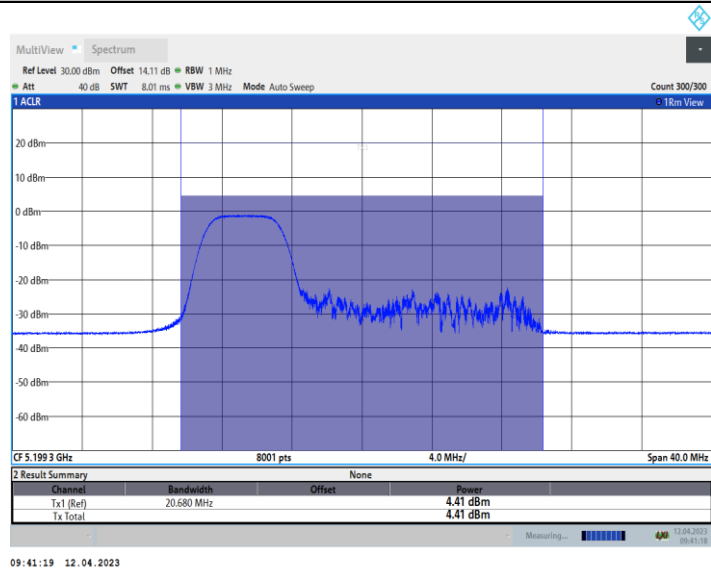 MultiView Spectrum
Ref Level 30.00 dBm Offset 14.11 dB RBW 1 MHz
Att 40 dB SWT 8.01 ms VBW 3 MHz Mode Auto Sweep Count 300/300
1 ACLR 1Rm View
20 dBm
10 dBm
0 dBm
-10 dBm
-20 dBm
-30 dBm
-40 dBm
-50 dBm
-60 dBm
CF 5.199 3 GHz 8001 pts 4.0 MHz/ Span 40.0 MHz
2 Result Summary None
Channel Bandwidth Offset Power
Tx1 (Ref) 20.680 MHz 4.41 dBm
Tx Total 4.41 dBm
Measuring... 12.04.2023
09:41:18
09:41:19 12.04.2023